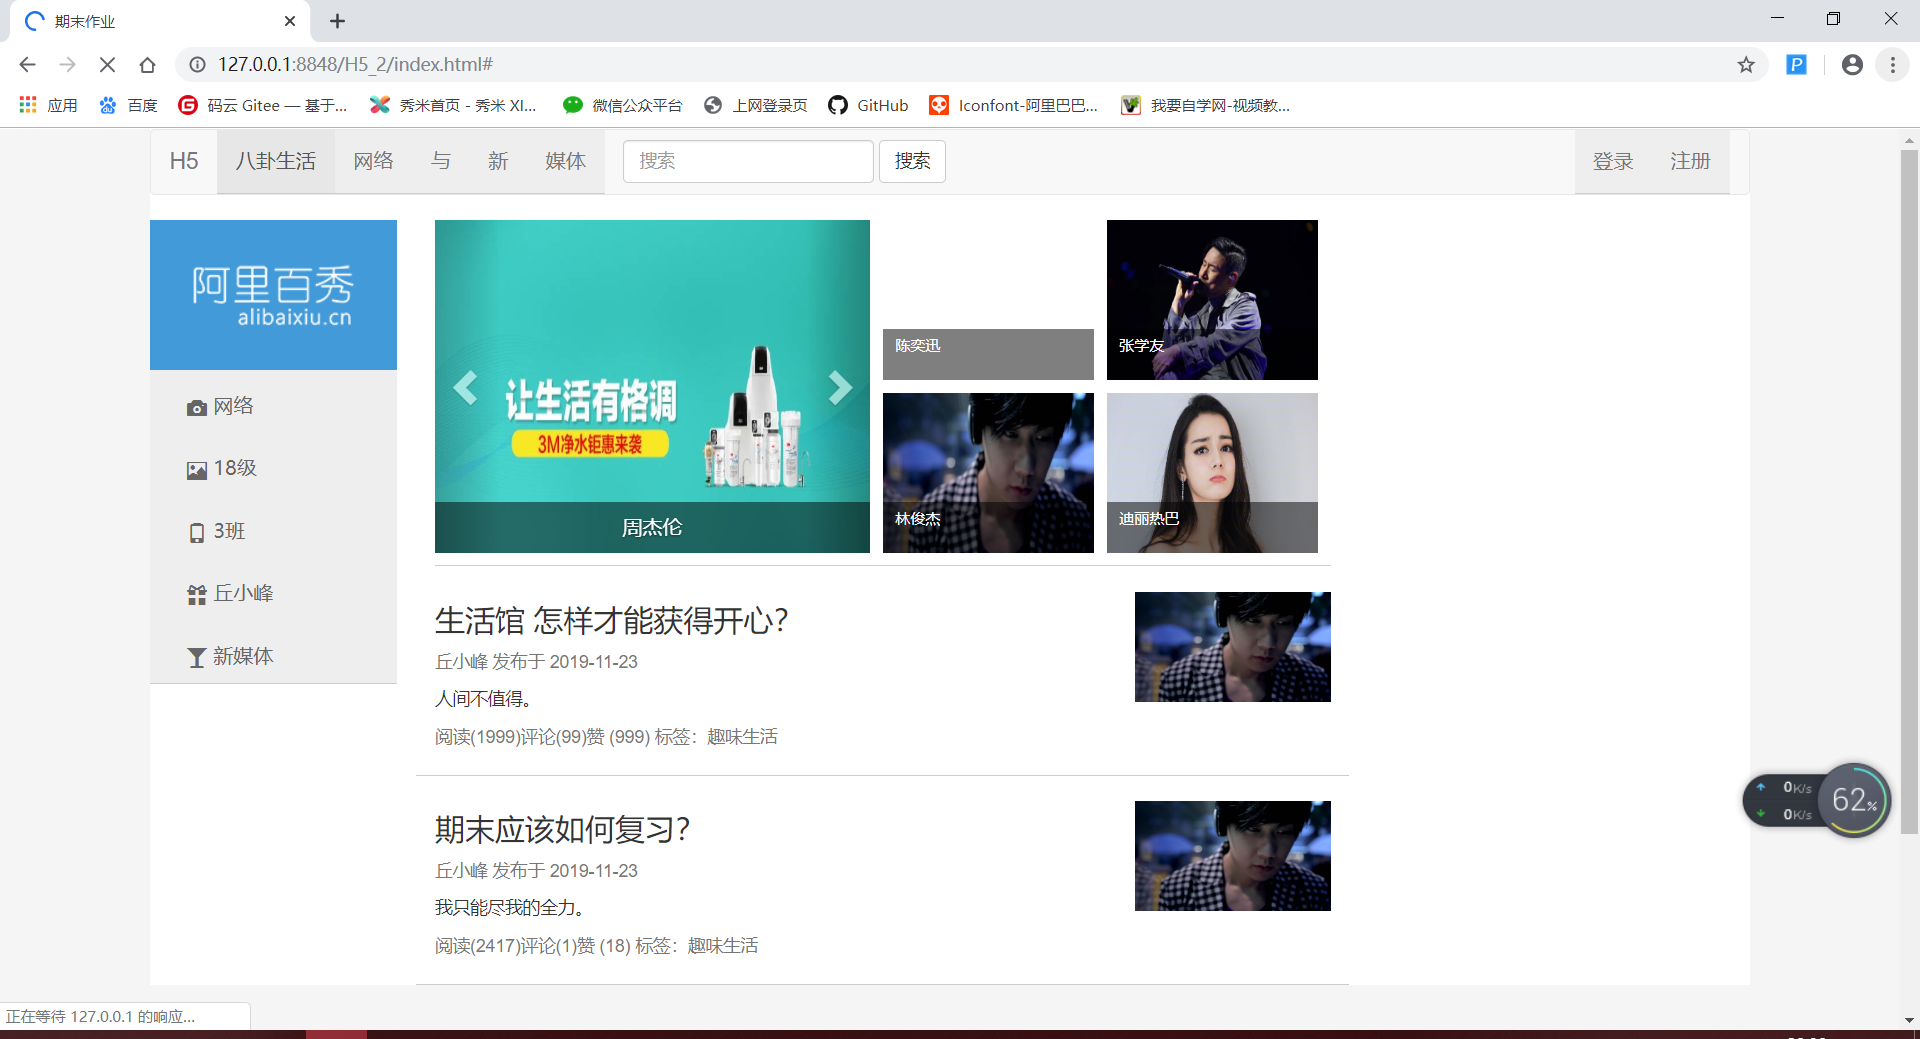 期末作业
127.0.0.1:8848/H5_2/index.html#
应用 百度 码云 Gitee — 基于... 秀米首页 - 秀米 XI... 微信公众平台 上网登录页 GitHub Iconfont-阿里巴巴... 我要自学网-视频教...
H5 八卦生活 网络 与 新 媒体 搜索 搜索 登录 注册
阿里百秀
alibaixiu.cn
网络
18级
3班
丘小峰
新媒体
让生活有格调
3M净水钜惠来袭
周杰伦
陈奕迅
张学友
林俊杰
迪丽热巴
生活馆 怎样才能获得开心？
丘小峰 发布于 2019-11-23
人间不值得。
阅读(1999)评论(99)赞 (999) 标签：趣味生活
期末应该如何复习？
丘小峰 发布于 2019-11-23
我只能尽我的全力。
阅读(2417)评论(1)赞 (18) 标签：趣味生活
0K/s
0K/s
62%
正在等待 127.0.0.1 的响应...